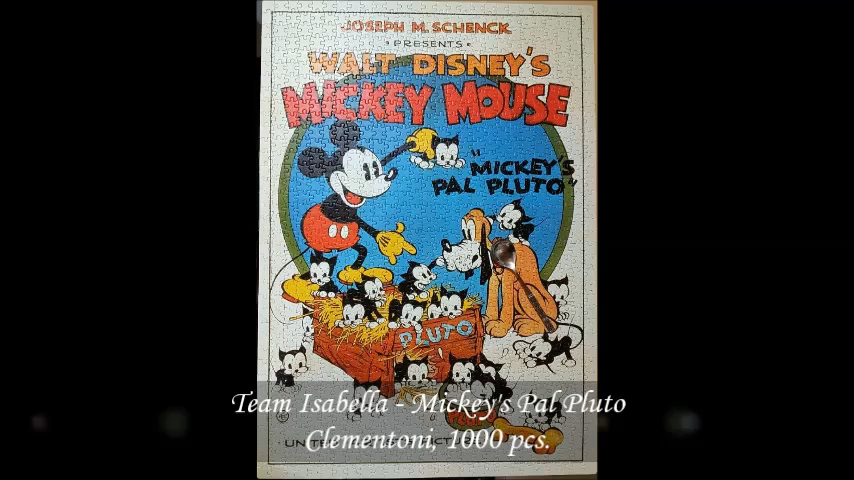 JOSEPH M. SCHENCK
• PRESENTS •
WALT DISNEY'S
MICKEY MOUSE
"MICKEY'S
PAL PLUTO"
PLUTO
Team Isabella - Mickey's Pal Pluto
Clementoni, 1000 pcs.